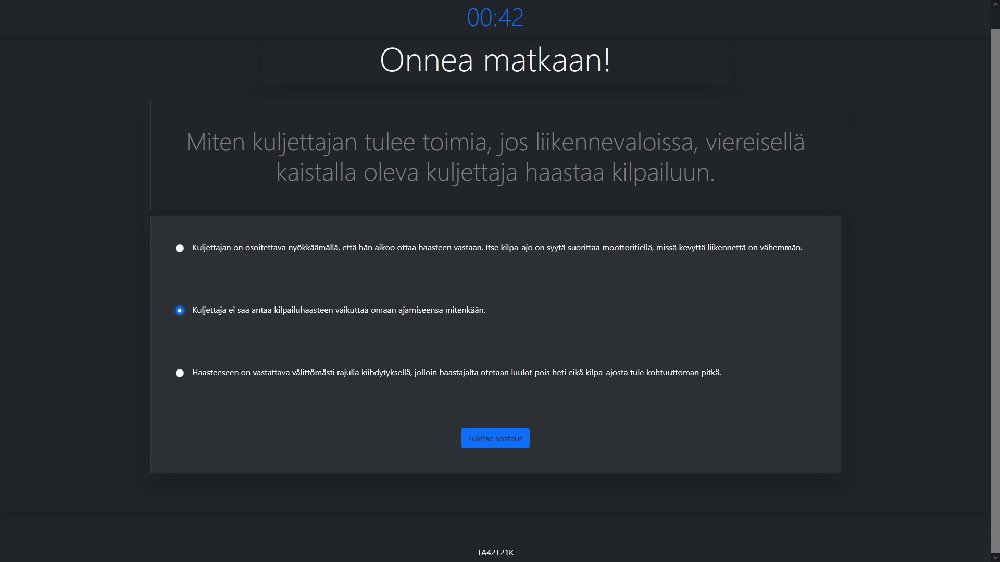 00:42
Onnea matkaan!
Miten kuljettajan tulee toimia, jos liikennevaloissa, viereisellä
kaistalla oleva kuljettaja haastaa kilpailuun.
Kuljettajan on osoitettava nyökkäämällä, että hän aikoo ottaa haasteen vastaan. Itse kilpa-ajo on syytä suorittaa moottoritiellä, missä kevyttä liikennettä on vähemmän.
Kuljettaja ei saa antaa kilpailuhaasteen vaikuttaa omaan ajamiseensa mitenkään.
Haasteeseen on vastattava välittömästi rajulla kiihdytyksellä, jolloin haastajalta otetaan luulot pois heti eikä kilpa-ajosta tule kohtuuttoman pitkä.
Lukitse vastaus
TA42T21K